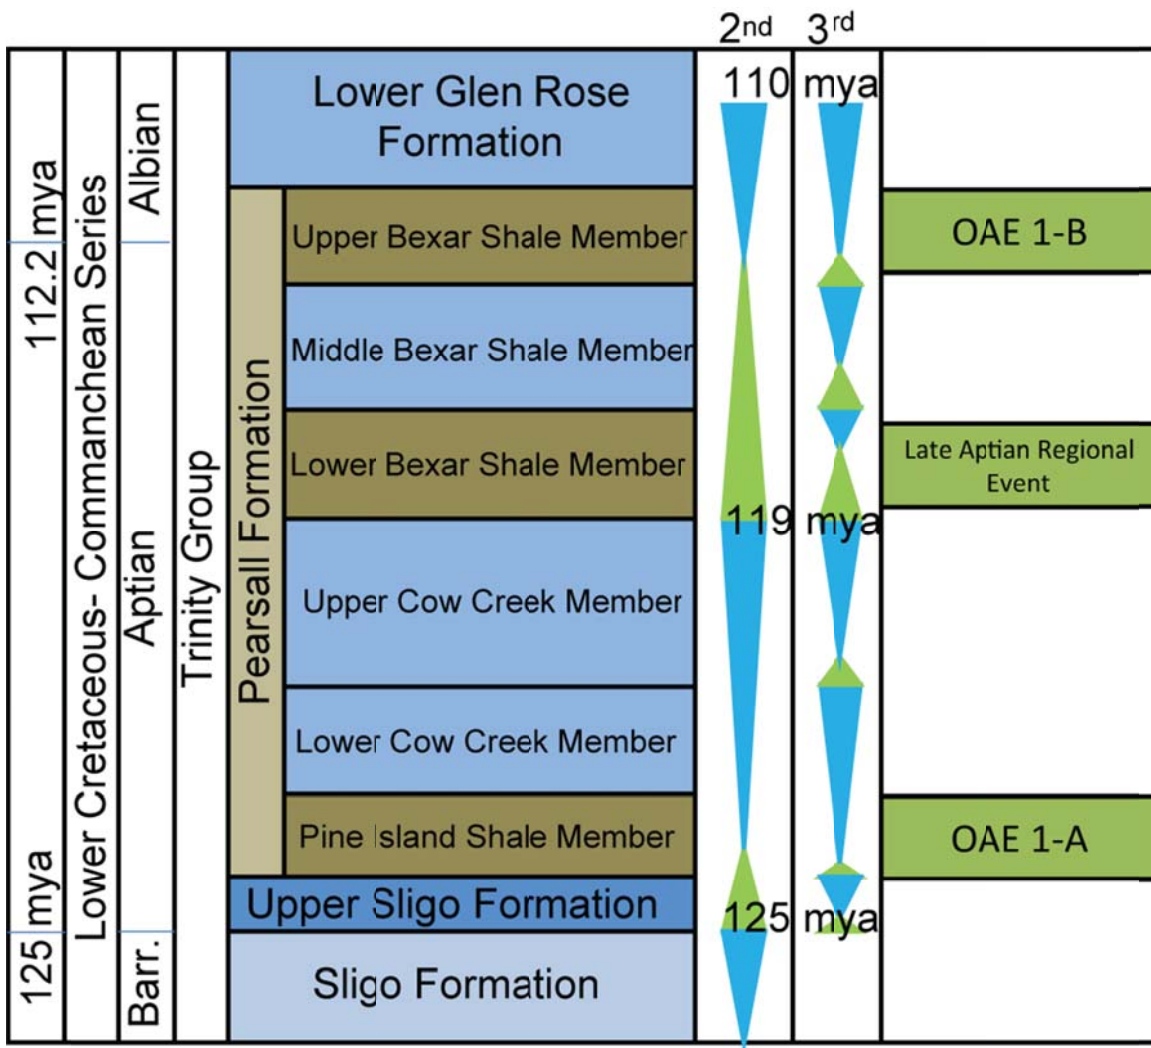 2nd 3rd
110 mya
Lower Glen Rose
Formation
Albian
112.2 mya
Lower Cretaceous- Commanchean Series
Upper Bexar Shale Member
OAE 1-B
Middle Bexar Shale Member
Pearsall Formation
Lower Bexar Shale Member
Late Aptian Regional
Event
119 mya
Trinity Group
Aptian
Upper Cow Creek Member
Lower Cow Creek Member
Pine Island Shale Member
OAE 1-A
Upper Sligo Formation
125 mya
125 mya
Barr.
Sligo Formation